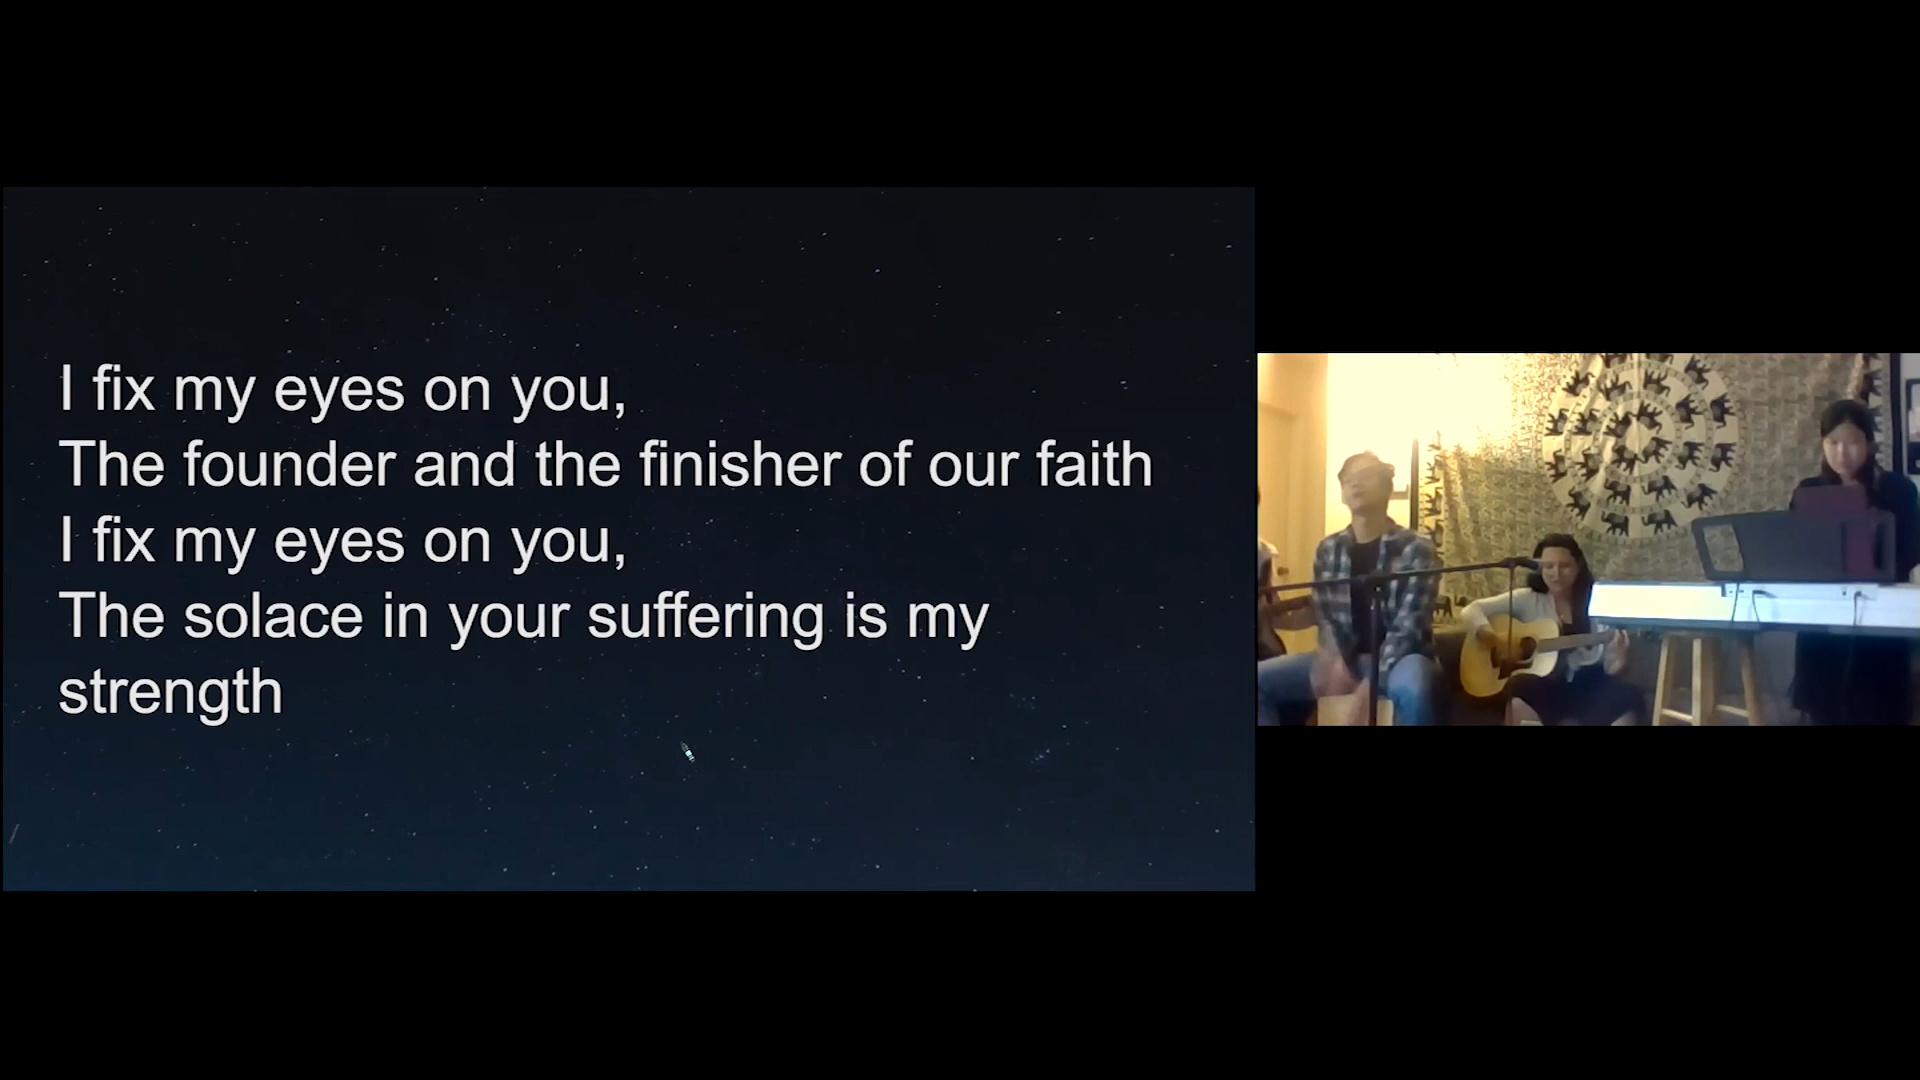 I fix my eyes on you,
The founder and the finisher of our faith
I fix my eyes on you,
The solace in your suffering is my
strength